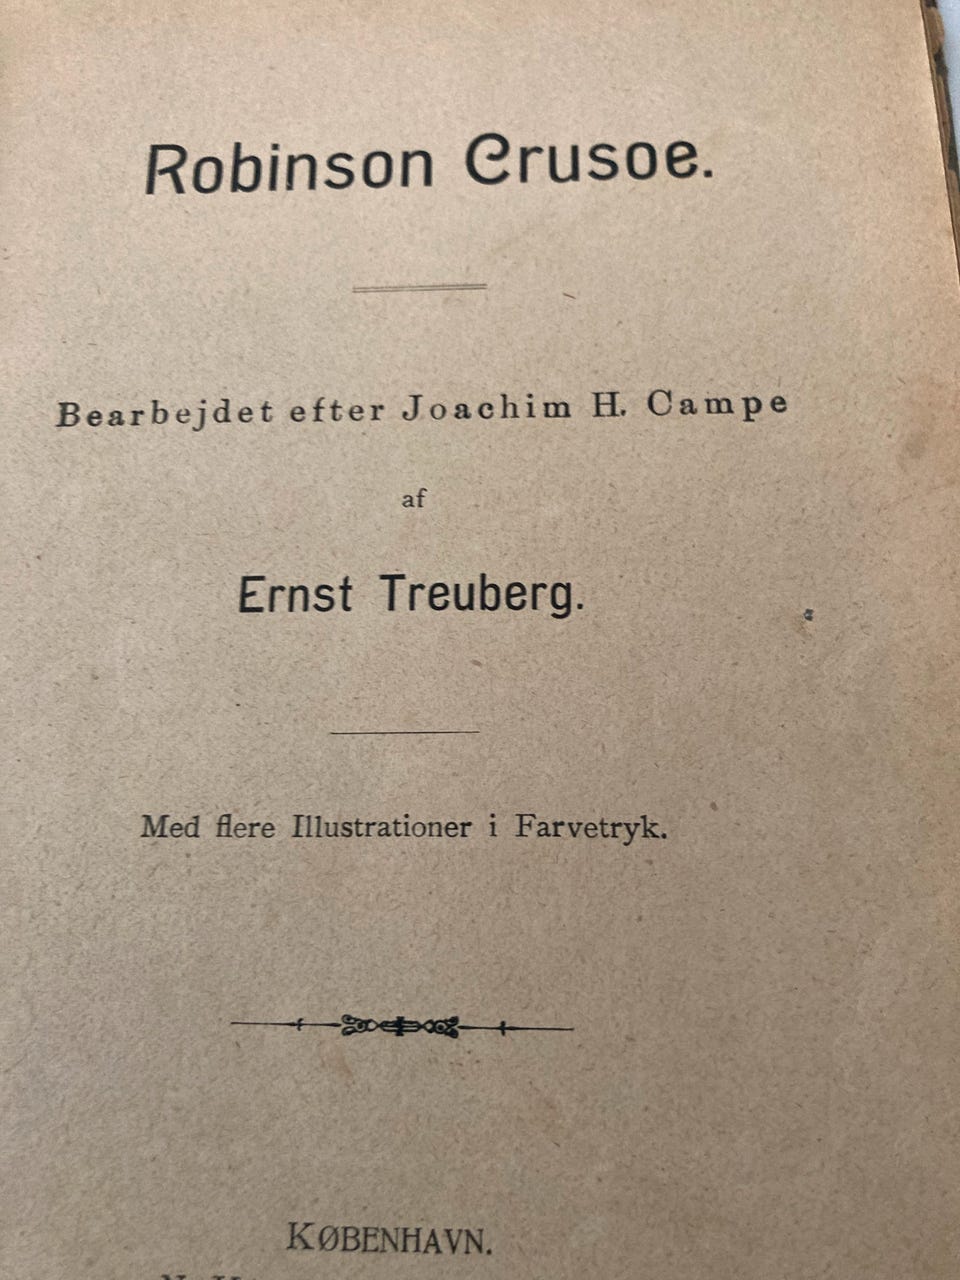 Robinson Crusoe.
Bearbejdet efter Joachim H. Campe
af
Ernst Treuberg.
Med flere Illustrationer i Farvetryk.
KØBENHAVN.